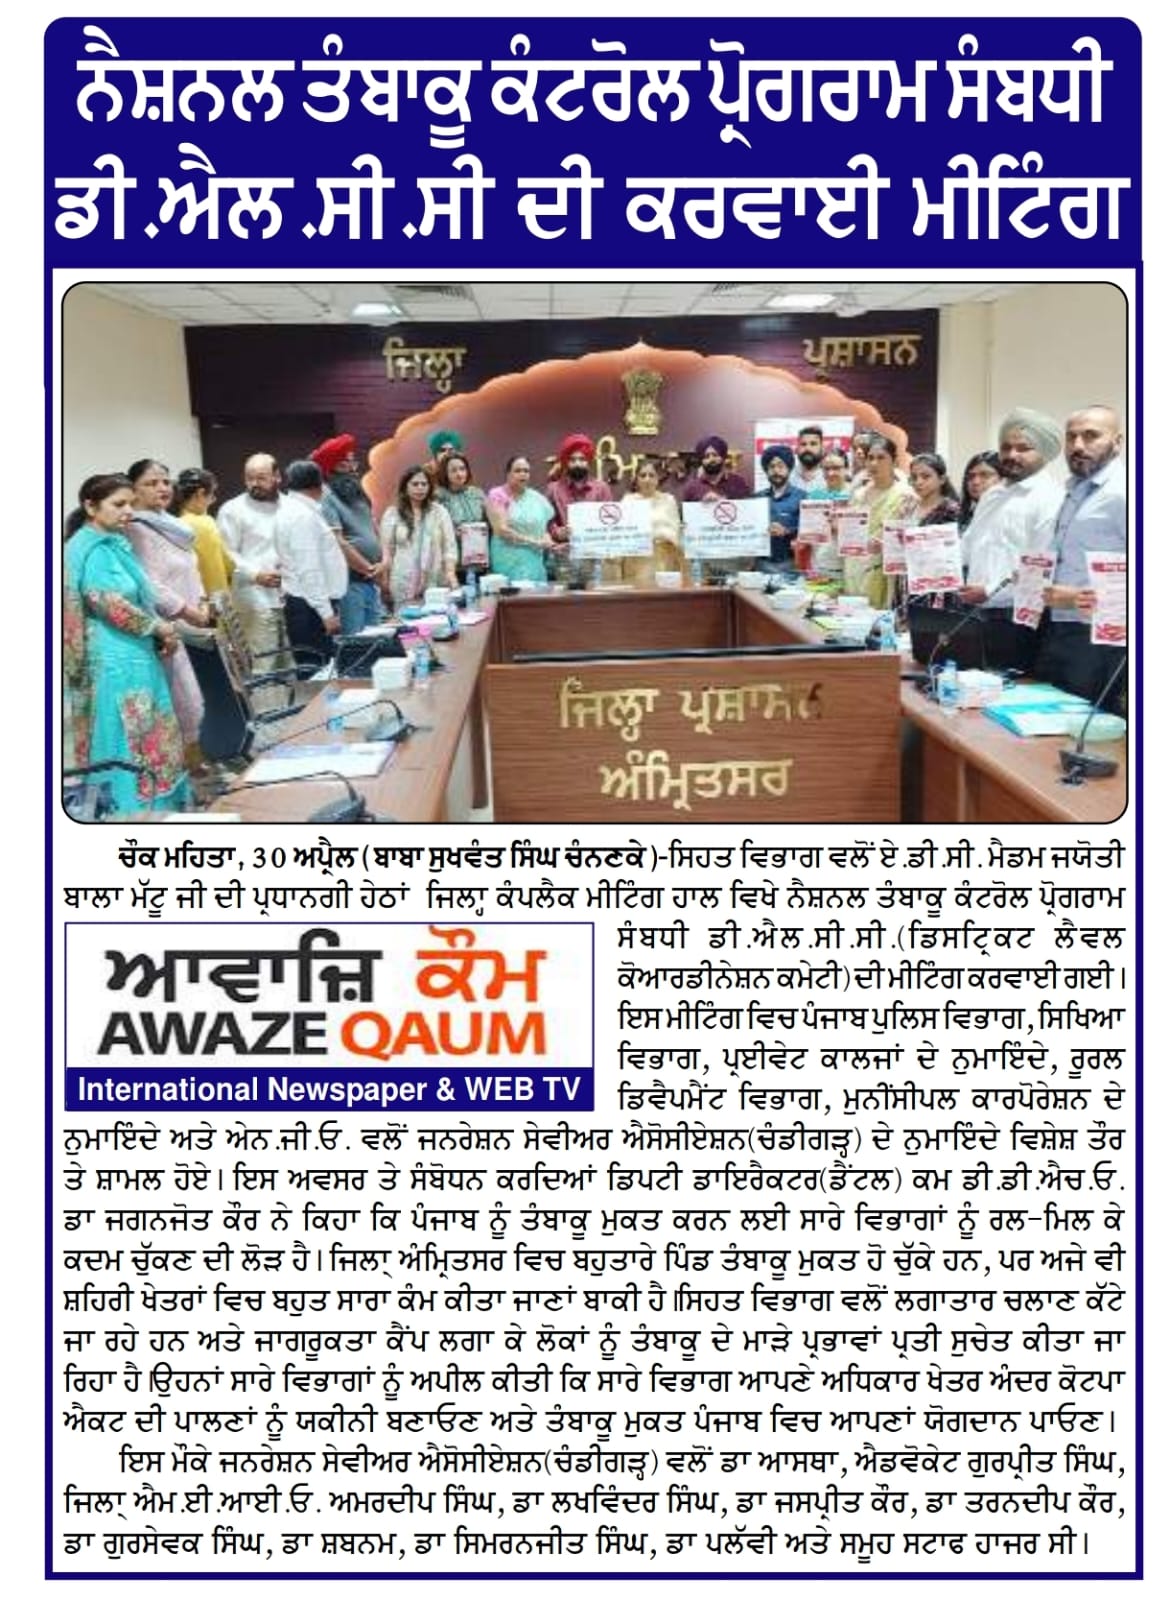 ਨੈਸ਼ਨਲ ਤੰਬਾਕੂ ਕੰਟਰੋਲ ਪ੍ਰੋਗਰਾਮ ਸੰਬਧੀ
ਡੀ.ਐਲ.ਸੀ.ਸੀ ਦੀ ਕਰਵਾਈ ਮੀਟਿੰਗ
ਜਿਲ੍ਹਾ ਪ੍ਰਸ਼ਾਸਨ
ਜਿਲ੍ਹਾ ਪ੍ਰਸ਼ਾਸਨ
ਅੰਮ੍ਰਿਤਸਰ
ਚੌਕ ਮਹਿਤਾ, 30 ਅਪ੍ਰੈਲ (ਬਾਬਾ ਸੁਖਵੰਤ ਸਿੰਘ ਚੰਨਣਕੇ)-ਸਿਹਤ ਵਿਭਾਗ ਵਲੋਂ ਏ.ਡੀ.ਸੀ. ਮੈਡਮ ਜਯੋਤੀ
ਬਾਲਾ ਮੱਟੂ ਜੀ ਦੀ ਪ੍ਰਧਾਨਗੀ ਹੇਠਾਂ ਜਿਲ੍ਹਾ ਕੰਪਲੈਕ ਮੀਟਿੰਗ ਹਾਲ ਵਿਖੇ ਨੈਸ਼ਨਲ ਤੰਬਾਕੂ ਕੰਟਰੋਲ ਪ੍ਰੋਗਰਾਮ
ਸੰਬਧੀ ਡੀ.ਐਲ.ਸੀ.ਸੀ.(ਡਿਸਟ੍ਰਿਕਟ ਲੈਵਲ
ਕੋਆਰਡੀਨੇਸ਼ਨ ਕਮੇਟੀ) ਦੀ ਮੀਟਿੰਗ ਕਰਵਾਈ ਗਈ।
ਇਸ ਮੀਟਿੰਗ ਵਿਚ ਪੰਜਾਬ ਪੁਲਿਸ ਵਿਭਾਗ, ਸਿਖਿਆ
ਵਿਭਾਗ, ਪ੍ਰਈਵੇਟ ਕਾਲਜਾਂ ਦੇ ਨੁਮਾਇੰਦੇ, ਰੂਰਲ
ਡਿਵੈਪਮੈਂਟ ਵਿਭਾਗ, ਮੁਨੀਂਸੀਪਲ ਕਾਰਪੋਰੇਸ਼ਨ ਦੇ
ਆਵਾਜ਼ਿ ਕੌਮ
AWAZE QAUM
International Newspaper & WEB TV
ਨੁਮਾਇੰਦੇ ਅਤੇ ਐਨ.ਜੀ.ਓ. ਵਲੋਂ ਜਨਰੇਸ਼ਨ ਸੇਵੀਅਰ ਐਸੋਸੀਏਸ਼ਨ(ਚੰਡੀਗੜ੍ਹ) ਦੇ ਨੁਮਾਇੰਦੇ ਵਿਸ਼ੇਸ਼ ਤੌਰ
ਤੇ ਸ਼ਾਮਲ ਹੋਏ। ਇਸ ਅਵਸਰ ਤੇ ਸੰਬੋਧਨ ਕਰਦਿਆਂ ਡਿਪਟੀ ਡਾਇਰੈਕਟਰ(ਡੈਂਟਲ) ਕਮ ਡੀ.ਡੀ.ਐਚ.ਓ.
ਡਾ ਜਗਨਜੋਤ ਕੌਰ ਨੇ ਕਿਹਾ ਕਿ ਪੰਜਾਬ ਨੂੰ ਤੰਬਾਕੂ ਮੁਕਤ ਕਰਨ ਲਈ ਸਾਰੇ ਵਿਭਾਗਾਂ ਨੂੰ ਰਲ-ਮਿਲ ਕੇ
ਕਦਮ ਚੁੱਕਣ ਦੀ ਲੋੜ ਹੈ। ਜਿਲਾ੍ ਅੰਮ੍ਰਿਤਸਰ ਵਿਚ ਬਹੁਤਾਰੇ ਪਿੰਡ ਤੰਬਾਕੂ ਮੁਕਤ ਹੋ ਚੁੱਕੇ ਹਨ, ਪਰ ਅਜੇ ਵੀ
ਸ਼ਹਿਰੀ ਖੇਤਰਾਂ ਵਿਚ ਬਹੁਤ ਸਾਰਾ ਕੰਮ ਕੀਤਾ ਜਾਣਾਂ ਬਾਕੀ ਹੈ।ਸਿਹਤ ਵਿਭਾਗ ਵਲੋਂ ਲਗਾਤਾਰ ਚਲਾਣ ਕੱਟੇ
ਜਾ ਰਹੇ ਹਨ ਅਤੇ ਜਾਗਰੂਕਤਾ ਕੈਂਪ ਲਗਾ ਕੇ ਲੋਕਾਂ ਨੂੰ ਤੰਬਾਕੂ ਦੇ ਮਾੜੇ ਪ੍ਰਭਾਵਾਂ ਪ੍ਰਤੀ ਸੁਚੇਤ ਕੀਤਾ ਜਾ
ਰਿਹਾ ਹੈ।ਉਹਨਾਂ ਸਾਰੇ ਵਿਭਾਗਾਂ ਨੂੰ ਅਪੀਲ ਕੀਤੀ ਕਿ ਸਾਰੇ ਵਿਭਾਗ ਆਪਣੇ ਅਧਿਕਾਰ ਖੇਤਰ ਅੰਦਰ ਕੋਟਪਾ
ਐਕਟ ਦੀ ਪਾਲਣਾਂ ਨੂੰ ਯਕੀਨੀ ਬਣਾਓਣ ਅਤੇ ਤੰਬਾਕੂ ਮੁਕਤ ਪੰਜਾਬ ਵਿਚ ਆਪਣਾਂ ਯੋਗਦਾਨ ਪਾਓਣ।
ਇਸ ਮੌਕੇ ਜਨਰੇਸ਼ਨ ਸੇਵੀਅਰ ਐਸੋਸੀਏਸ਼ਨ(ਚੰਡੀਗੜ੍ਹ) ਵਲੋਂ ਡਾ ਆਸਥਾ, ਐਡਵੋਕੇਟ ਗੁਰਪ੍ਰੀਤ ਸਿੰਘ,
ਜਿਲਾ੍ ਐਮ.ਈ.ਆਈ.ਓ. ਅਮਰਦੀਪ ਸਿੰਘ, ਡਾ ਲਖਵਿੰਦਰ ਸਿੰਘ, ਡਾ ਜਸਪ੍ਰੀਤ ਕੌਰ, ਡਾ ਤਰਨਦੀਪ ਕੌਰ,
ਡਾ ਗੁਰਸੇਵਕ ਸਿੰਘ, ਡਾ ਸ਼ਬਨਮ, ਡਾ ਸਿਮਰਨਜੀਤ ਸਿੰਘ, ਡਾ ਪਲੱਵੀ ਅਤੇ ਸਮੂਹ ਸਟਾਫ ਹਾਜਰ ਸੀ।